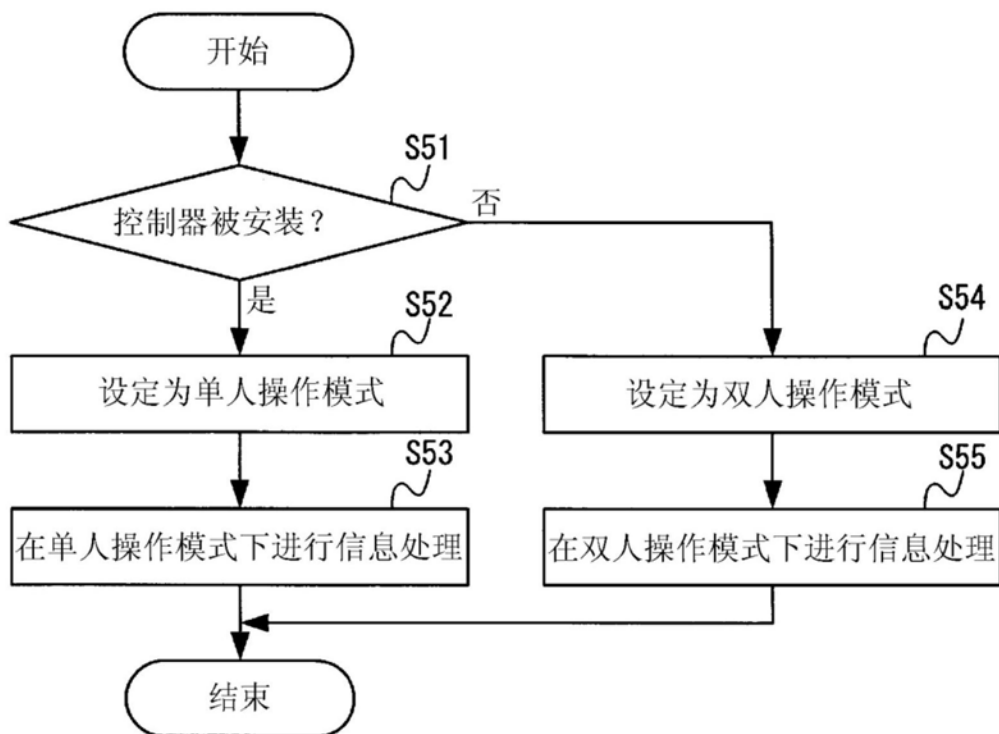 开始
S51
控制器被安装?
否
是
S52
设定为单人操作模式
S54
设定为双人操作模式
S53
在单人操作模式下进行信息处理
S55
在双人操作模式下进行信息处理
结束